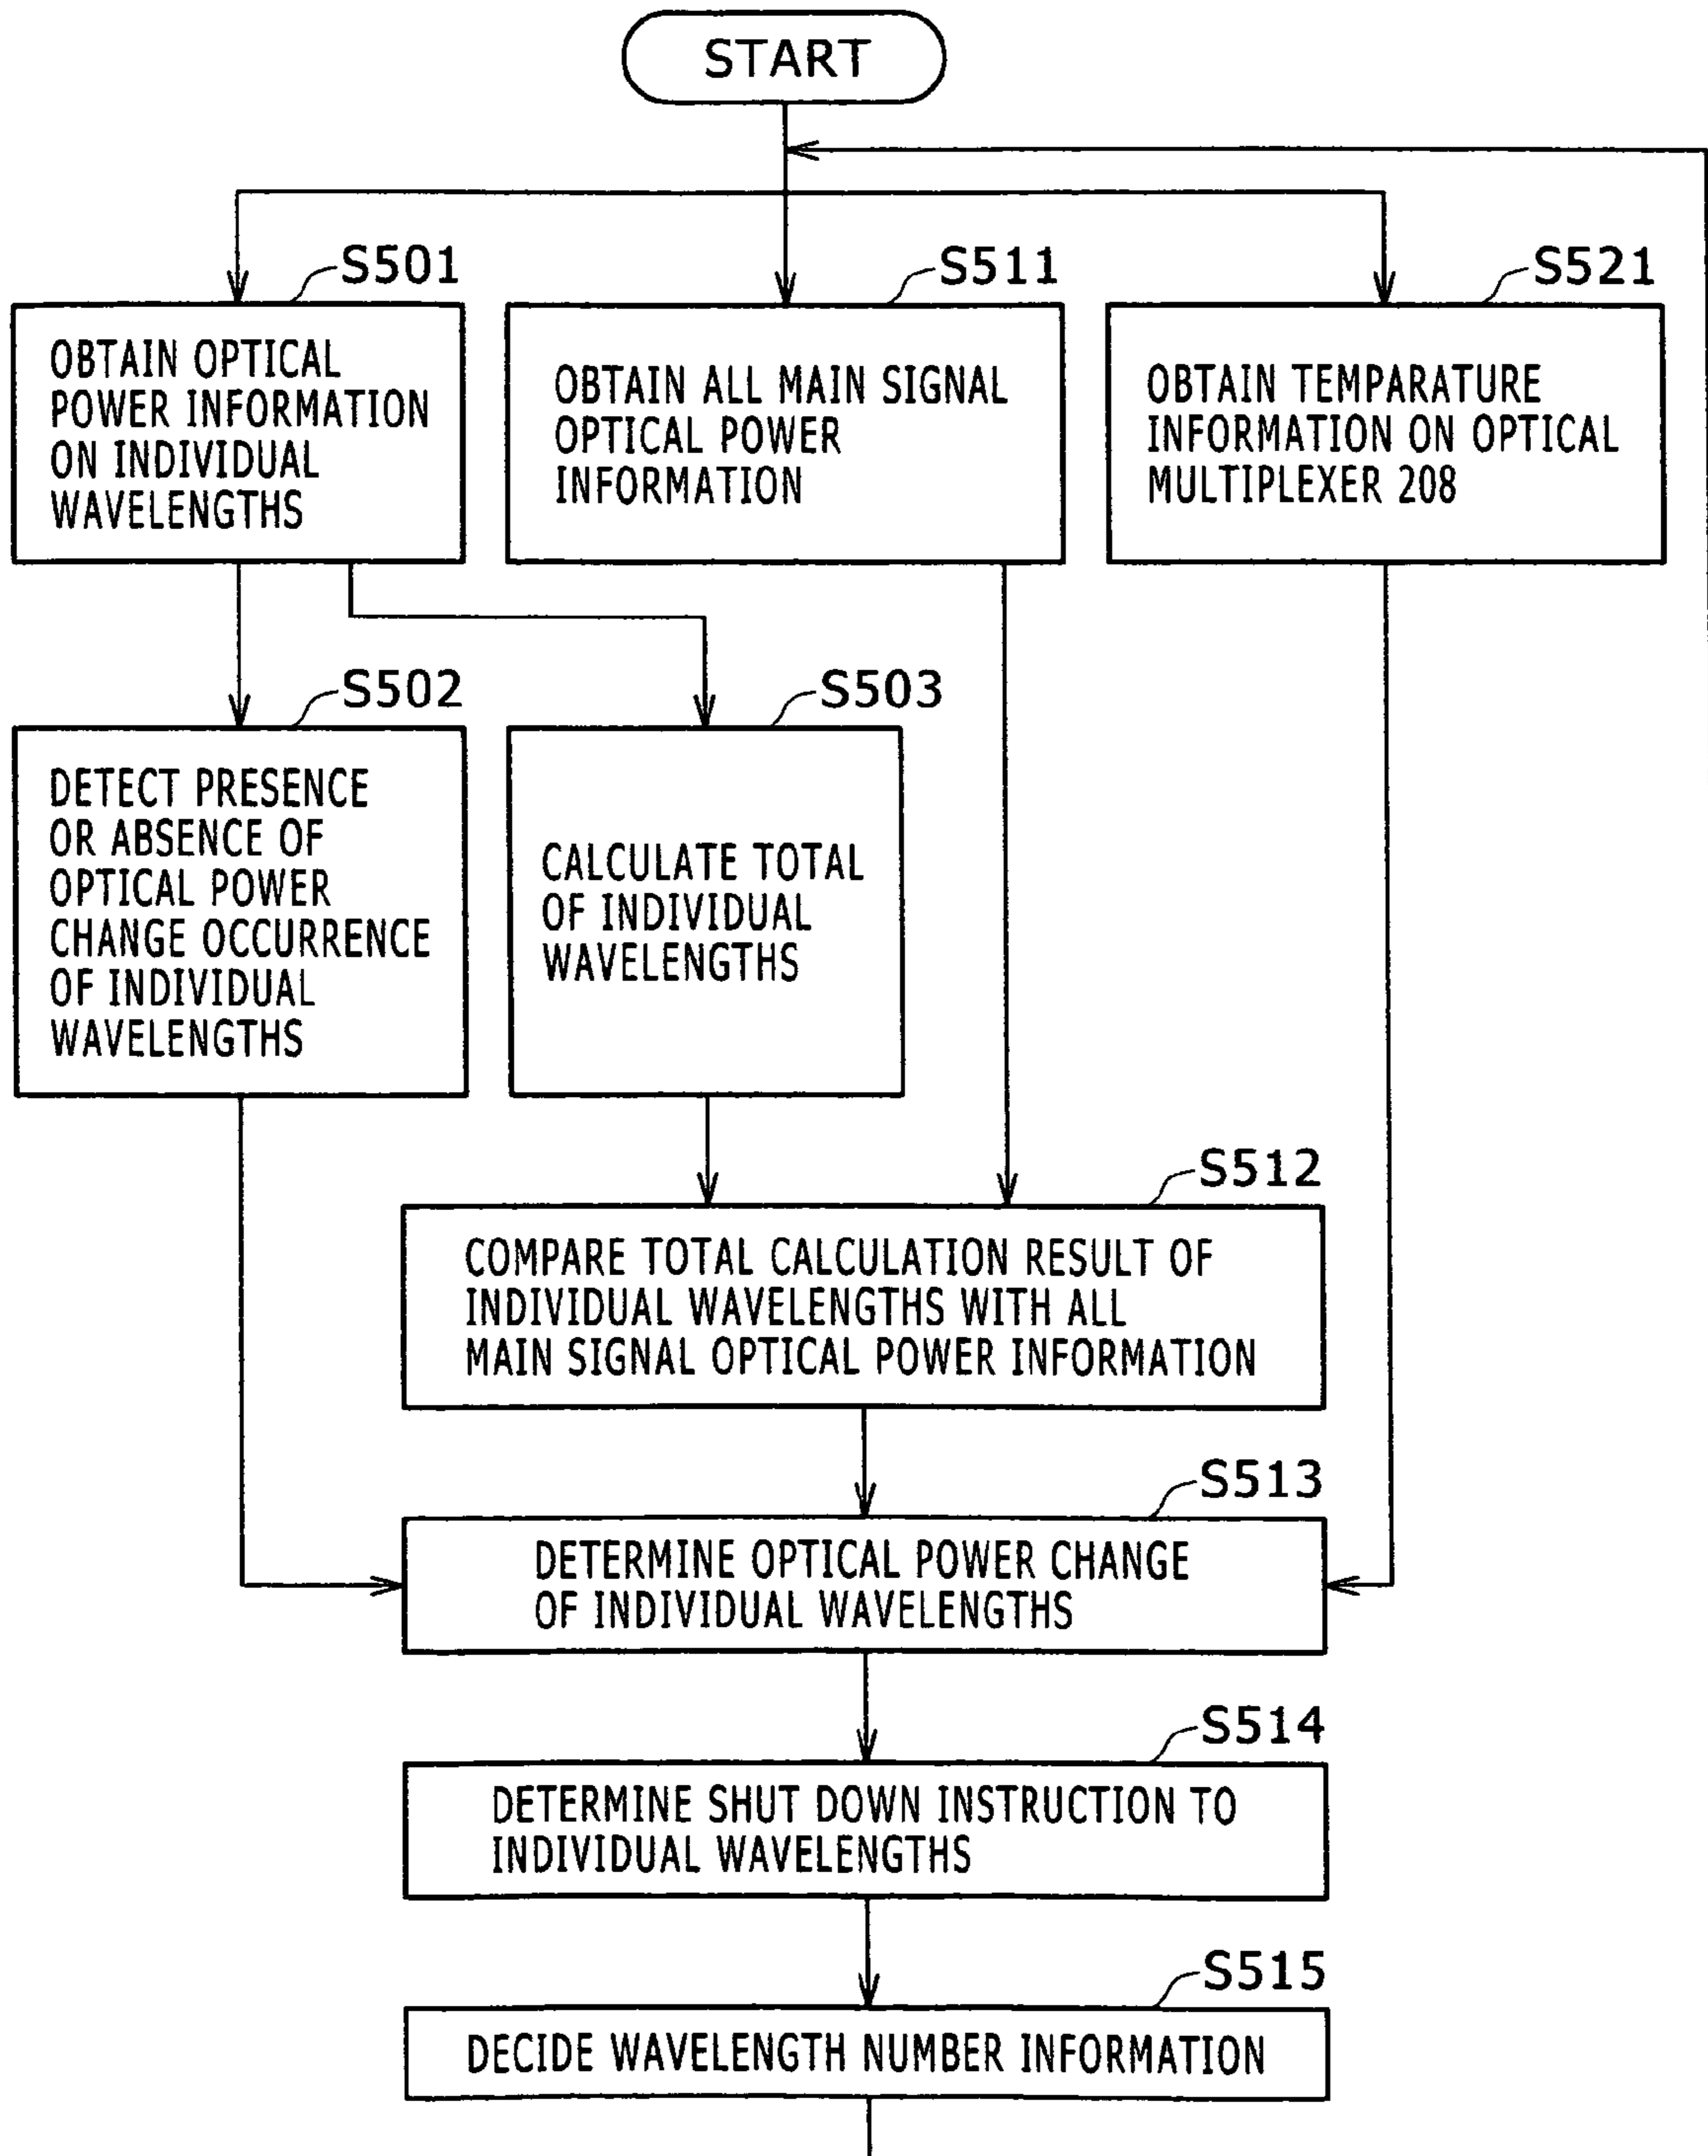 START
S501
OBTAIN OPTICAL
POWER INFORMATION
ON INDIVIDUAL
WAVELENGTHS
S511
OBTAIN ALL MAIN SIGNAL
OPTICAL POWER
INFORMATION
S521
OBTAIN TEMPARATURE
INFORMATION ON OPTICAL
MULTIPLEXER 208
S502
DETECT PRESENCE
OR ABSENCE OF
OPTICAL POWER
CHANGE OCCURRENCE
OF INDIVIDUAL
WAVELENGTHS
S503
CALCULATE TOTAL
OF INDIVIDUAL
WAVELENGTHS
S512
COMPARE TOTAL CALCULATION RESULT OF
INDIVIDUAL WAVELENGTHS WITH ALL
MAIN SIGNAL OPTICAL POWER INFORMATION
S513
DETERMINE OPTICAL POWER CHANGE
OF INDIVIDUAL WAVELENGTHS
S514
DETERMINE SHUT DOWN INSTRUCTION TO
INDIVIDUAL WAVELENGTHS
S515
DECIDE WAVELENGTH NUMBER INFORMATION